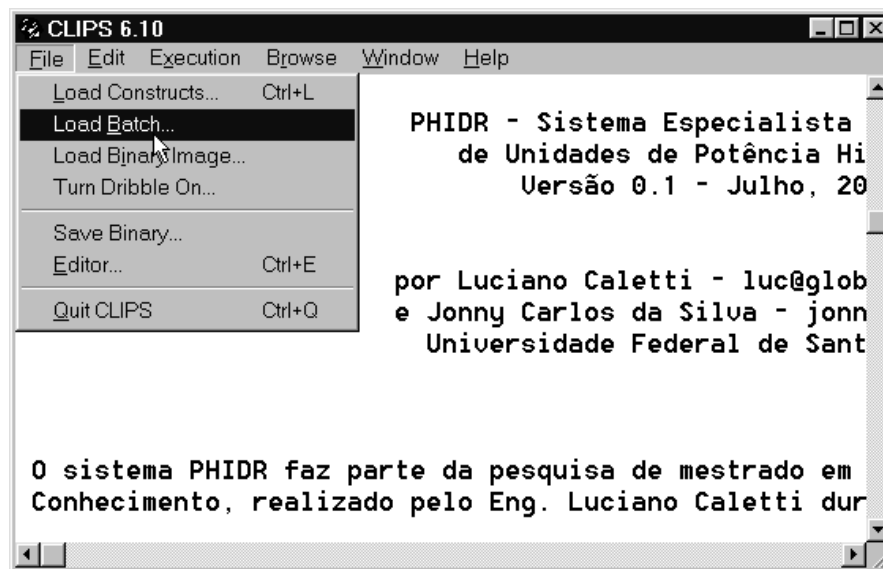 CLIPS 6.10
File Edit Execution Browse Window Help
Load Constructs... Ctrl+L
Load Batch...
Load Binary Image...
Turn Dribble On...
Save Binary...
Editor... Ctrl+E
Quit CLIPS Ctrl+Q
PHIDR - Sistema Especialista
de Unidades de Potência Hi
Versão 0.1 - Julho, 20
por Luciano Caletti - luc@glob
e Jonny Carlos da Silva - jonn
Universidade Federal de Sant
O sistema PHIDR faz parte da pesquisa de mestrado em
Conhecimento, realizado pelo Eng. Luciano Caletti dur